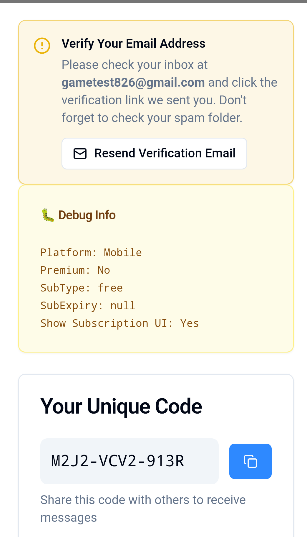 Verify Your Email Address
Please check your inbox at
gametest826@gmail.com and click the
verification link we sent you. Don't
forget to check your spam folder.
Resend Verification Email
🐛 Debug Info
Platform: Mobile
Premium: No
SubType: free
SubExpiry: null
Show Subscription UI: Yes
Your Unique Code
M2J2-VCV2-913R
Share this code with others to receive
messages